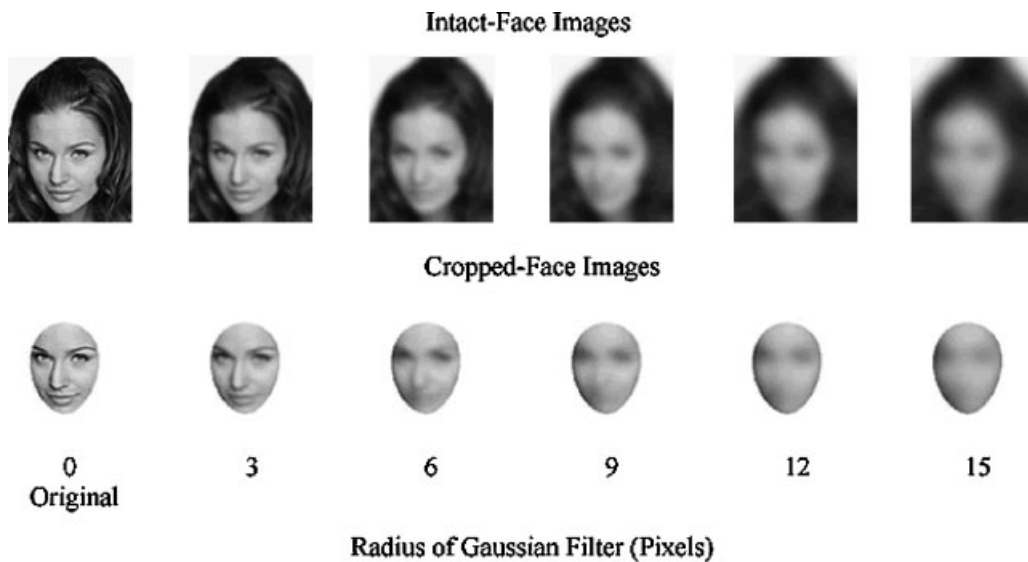 Intact-Face Images
Cropped-Face Images
0 3 6 9 12 15
Original
Radius of Gaussian Filter (Pixels)